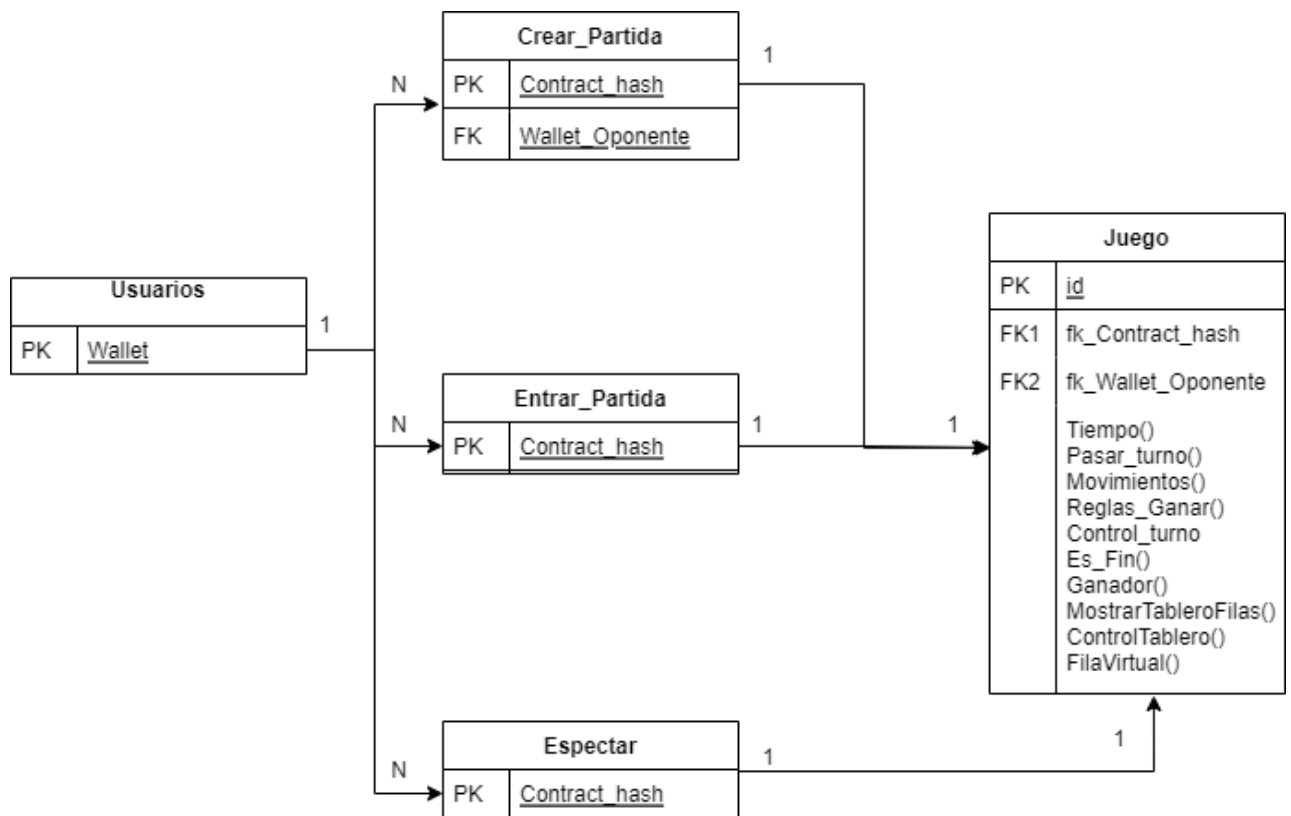 Crear_Partida
1
N
PK Contract_hash
FK Wallet_Oponente
Juego
PK id
Usuarios
1
FK1 fk_Contract_hash
PK Wallet
FK2 fk_Wallet_Oponente
Entrar_Partida
N
1
1
PK Contract_hash
Tiempo()
Pasar_turno()
Movimientos()
Reglas_Ganar()
Control_turno
Es_Fin()
Ganador()
MostrarTableroFilas()
ControlTablero()
FilaVirtual()
Espectar
1
1
N
PK Contract_hash